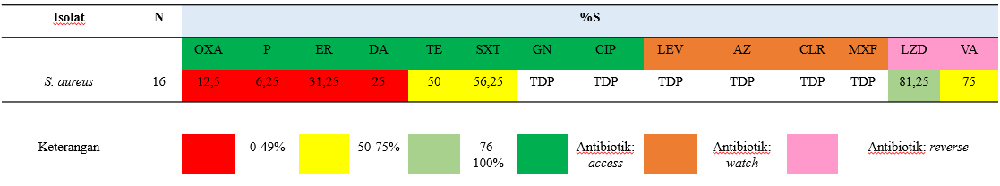 Isolat N %S
OXA P ER DA TE SXT GN CIP LEV AZ CLR MXF LZD VA
S. aureus 16 12,5 6,25 31,25 25 50 56,25 TDP TDP TDP TDP TDP TDP 81,25 75
Keterangan 0-49% 50-75% 76-100% Antibiotik: access Antibiotik: watch Antibiotik: reverse